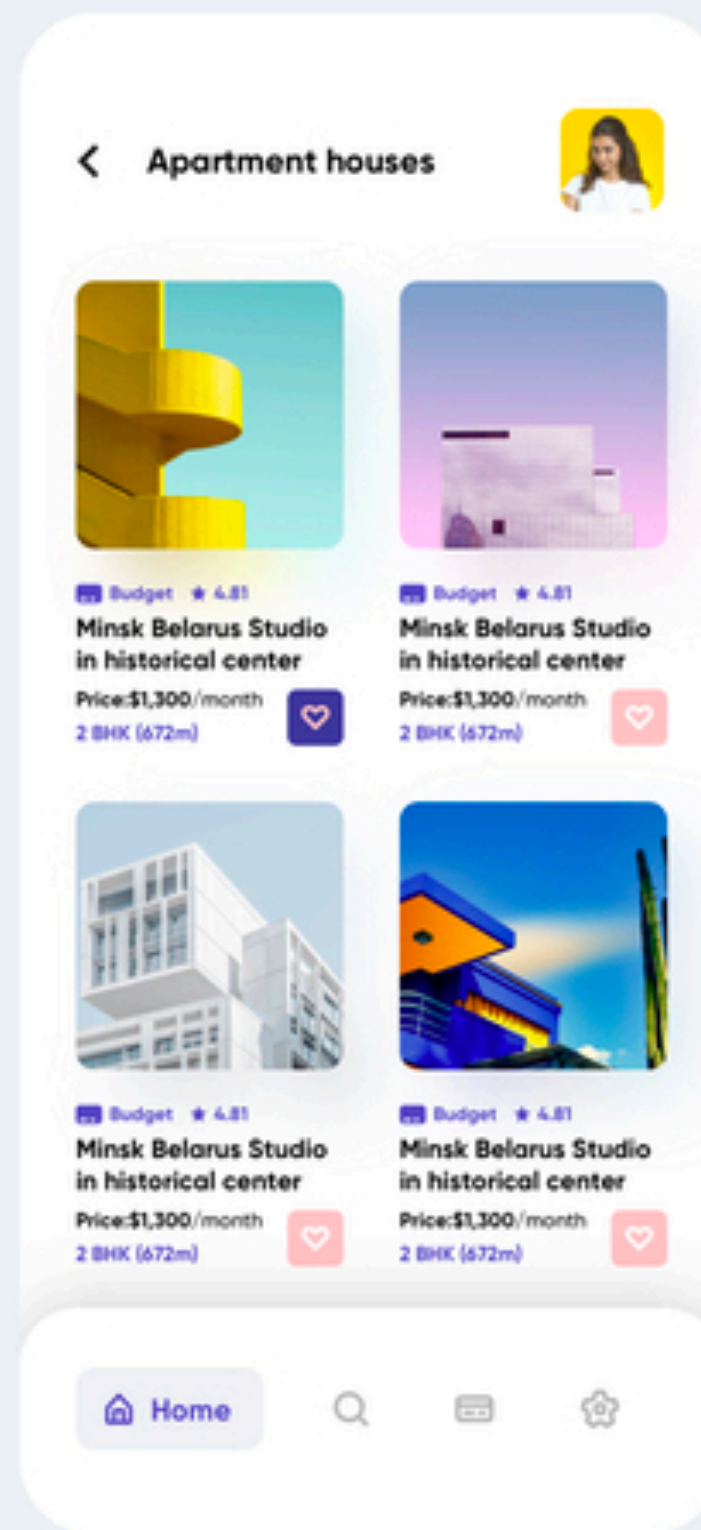 Apartment houses
Budget ★ 4.81
Minsk Belarus Studio
in historical center
Price:$1,300/month
2 BHK (672m)
Budget ★ 4.81
Minsk Belarus Studio
in historical center
Price:$1,300/month
2 BHK (672m)
Budget ★ 4.81
Minsk Belarus Studio
in historical center
Price:$1,300/month
2 BHK (672m)
Budget ★ 4.81
Minsk Belarus Studio
in historical center
Price:$1,300/month
2 BHK (672m)
Home